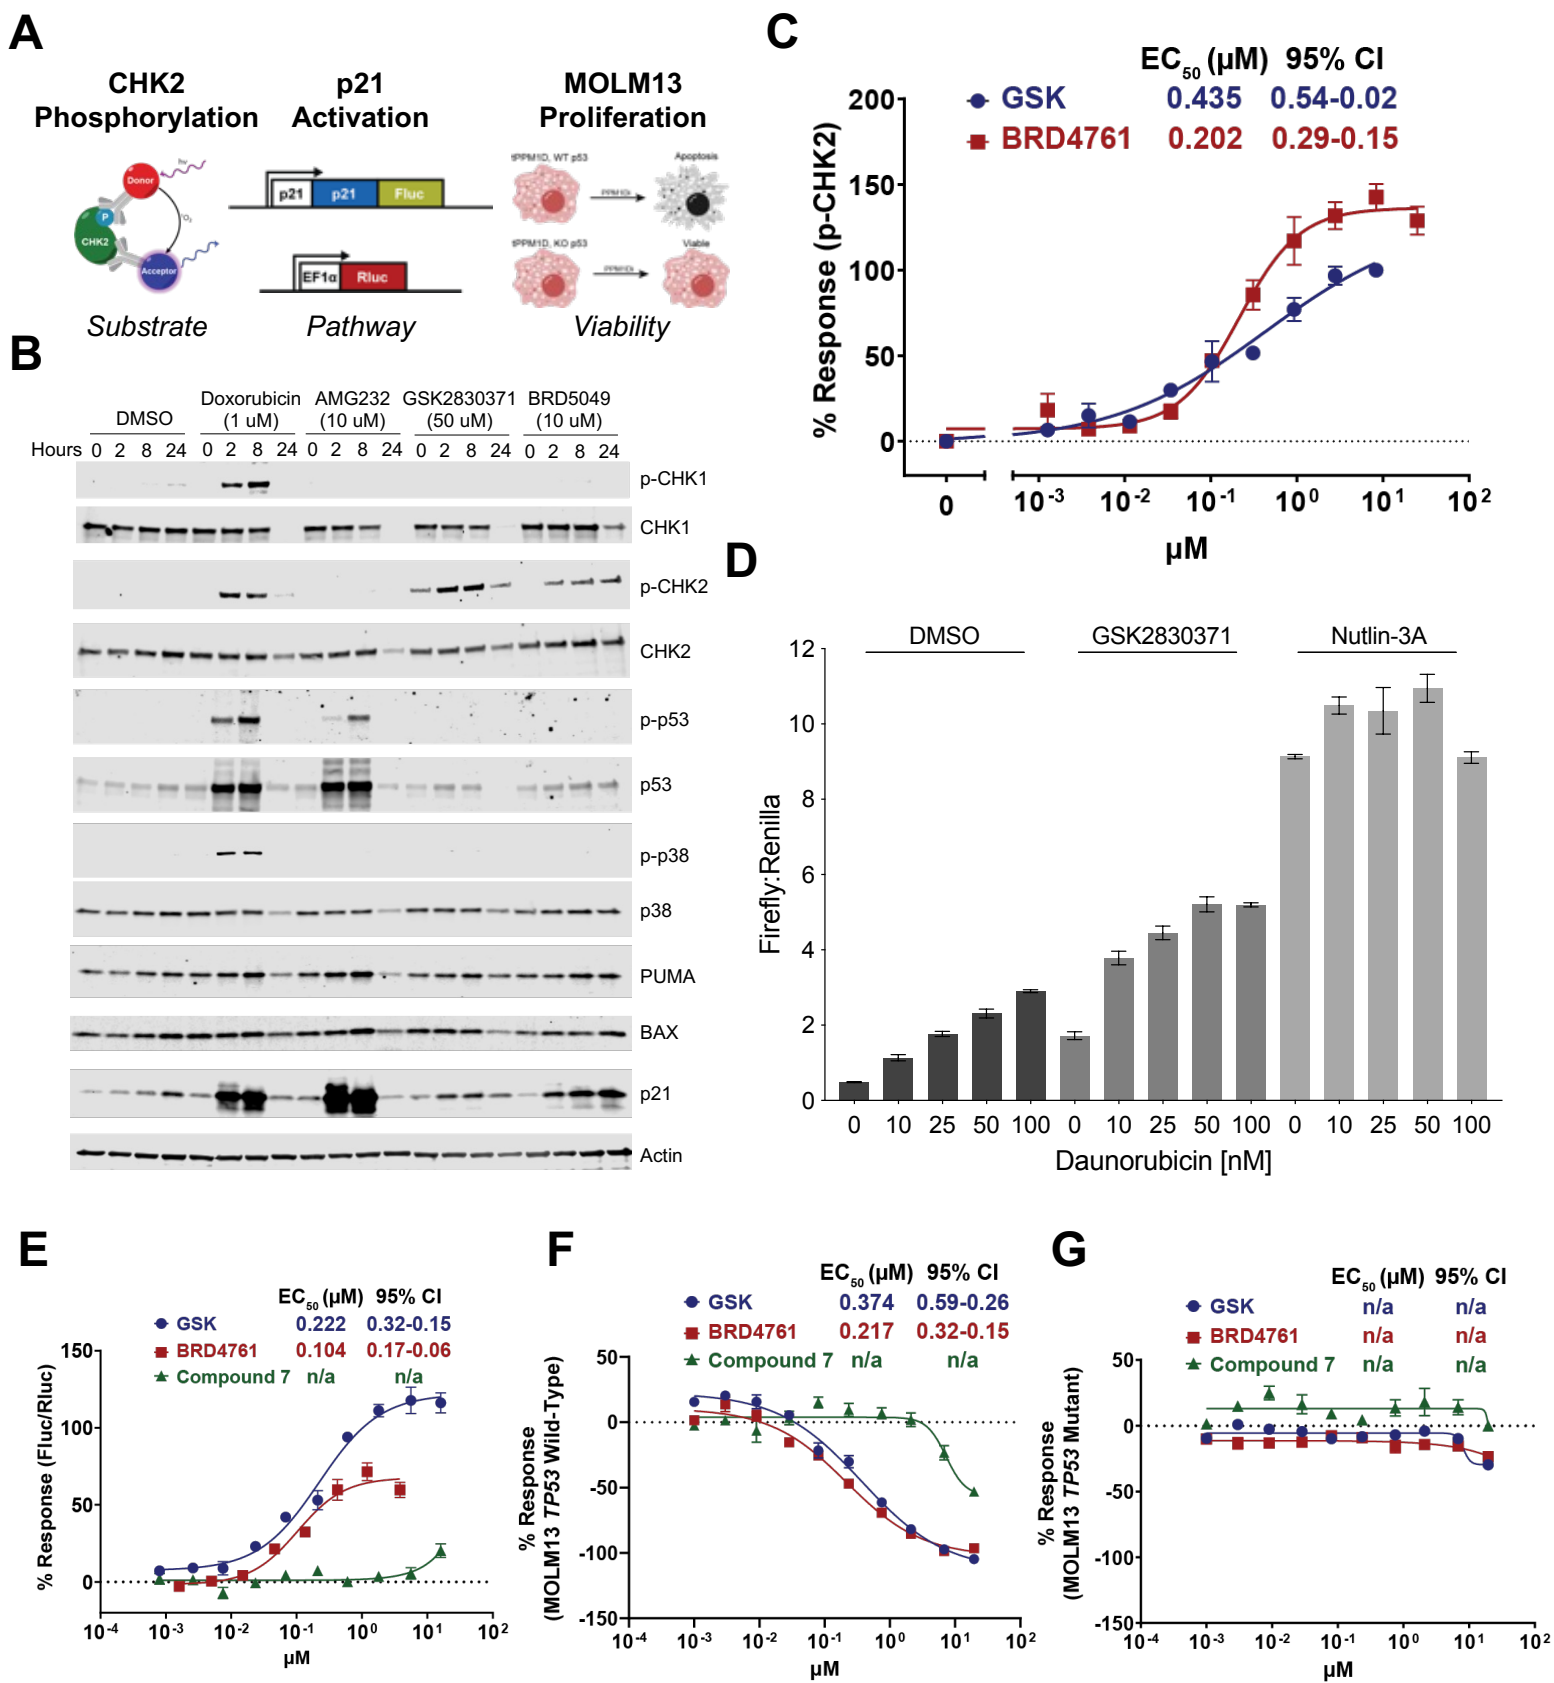 A
CHK2
Phosphorylation
p21
Activation
MOLM13
Proliferation
hv
Donor
P
CHK2
¹O₂
Acceptor
p21 p21 Fluc
EF1α Rluc
tPPM1D, WT p53
PPM1Di
Apoptosis
tPPM1D, KO p53
PPM1Di
Viable
Substrate
Pathway
Viability
B
DMSO
Doxorubicin
(1 uM)
AMG232
(10 uM)
GSK2830371
(50 uM)
BRD5049
(10 uM)
Hours 0 2 8 24 0 2 8 24 0 2 8 24 0 2 8 24 0 2 8 24
p-CHK1
CHK1
p-CHK2
CHK2
p-p53
p53
p-p38
p38
PUMA
BAX
p21
Actin
C
EC50 (µM) 95% CI
GSK 0.435 0.54-0.02
BRD4761 0.202 0.29-0.15
% Response (p-CHK2)
200
150
100
50
0
0 10-3 10-2 10-1 100 101 102
µM
D
DMSO GSK2830371 Nutlin-3A
Firefly:Renilla
12
10
8
6
4
2
0
0 10 25 50 100 0 10 25 50 100 0 10 25 50 100
Daunorubicin [nM]
E
EC50 (µM) 95% CI
GSK 0.222 0.32-0.15
BRD4761 0.104 0.17-0.06
Compound 7 n/a n/a
% Response (Fluc/Rluc)
150
100
50
0
10-4 10-3 10-2 10-1 100 101 102
µM
F
EC50 (µM) 95% CI
GSK 0.374 0.59-0.26
BRD4761 0.217 0.32-0.15
Compound 7 n/a n/a
% Response
(MOLM13 TP53 Wild-Type)
50
0
-50
-100
-150
10-4 10-3 10-2 10-1 100 101 102
µM
G
EC50 (µM) 95% CI
GSK n/a n/a
BRD4761 n/a n/a
Compound 7 n/a n/a
% Response
(MOLM13 TP53 Mutant)
50
0
-50
-100
-150
10-4 10-3 10-2 10-1 100 101 102
µM